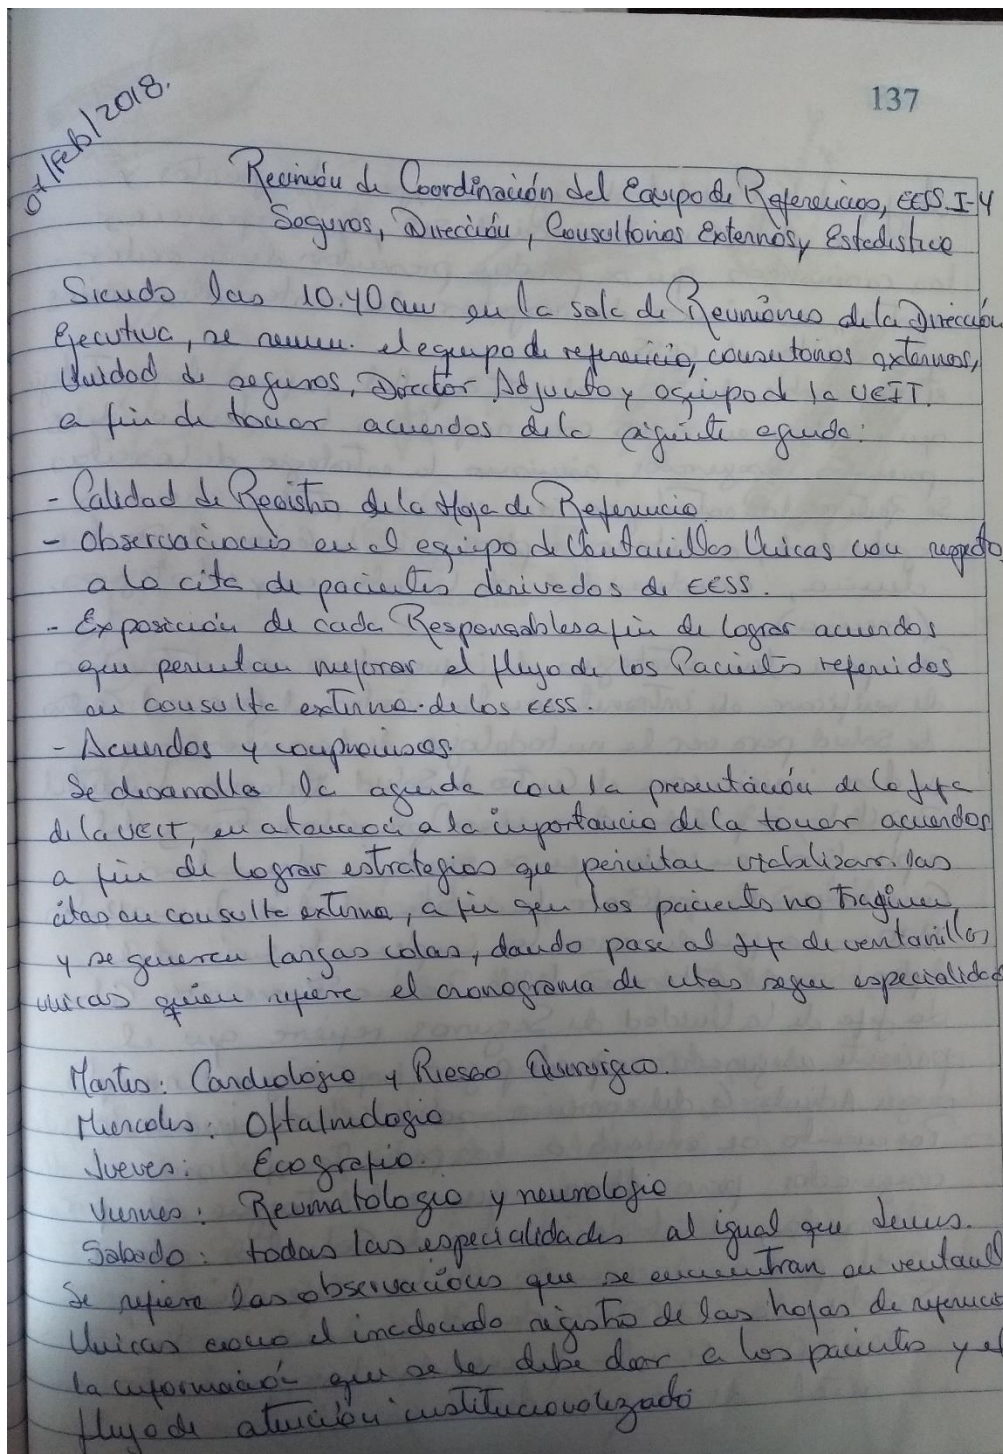 137
07/Feb/2018.
Reunión de Coordinación del Equipo de Referencias, EESS. I-4
Seguros, Dirección, Consultorios Externos y Estadistica
Siendo las 10.40 am en la sala de Reuniones de la Dirección
Ejecutiva, se reunen. el equipo de referencia, consultorios externos,
Unidad de seguros, Director Adjunto y equipo de la UEIT.
a fin de tomar acuerdos de la siguiente agenda:
- Calidad de Registro de la Hoja de Referencia
- Observaciones en el equipo de Ventanillas Unicas con respecto
a la cita de pacientes derivados de EESS.
- Exposición de cada Responsables a fin de lograr acuerdos
que permitan mejorar el flujo de los Pacientes referidos
en consulta externa. de los EESS.
- Acuerdos y compromisos.
Se desarrolla la agenda con la presentación de la jefa
de la UEIT, en atención a la importancia de la tomar acuerdos
a fin de lograr estrategias que permitan viabilizar. las
citas en consulta externa, a fin que los pacientes no
y se generen largas colas, dando pase al jefe de ventanillas
unicas quien refiere el cronograma de citas segun especialidad
Martes: Cardiologia y Riesgo Quirurgico.
Miercoles: Oftalmologia
Jueves: Ecografia.
Viernes: Reumatologia y neurologia
Sabado: todas las especialidades al igual que
Se refiere las observaciones que se encuentran en
Unicas como el inadecuado registro de las hojas de referencia
la información que se le debe dar a los pacientes y el
flujo de atención institucionalizado